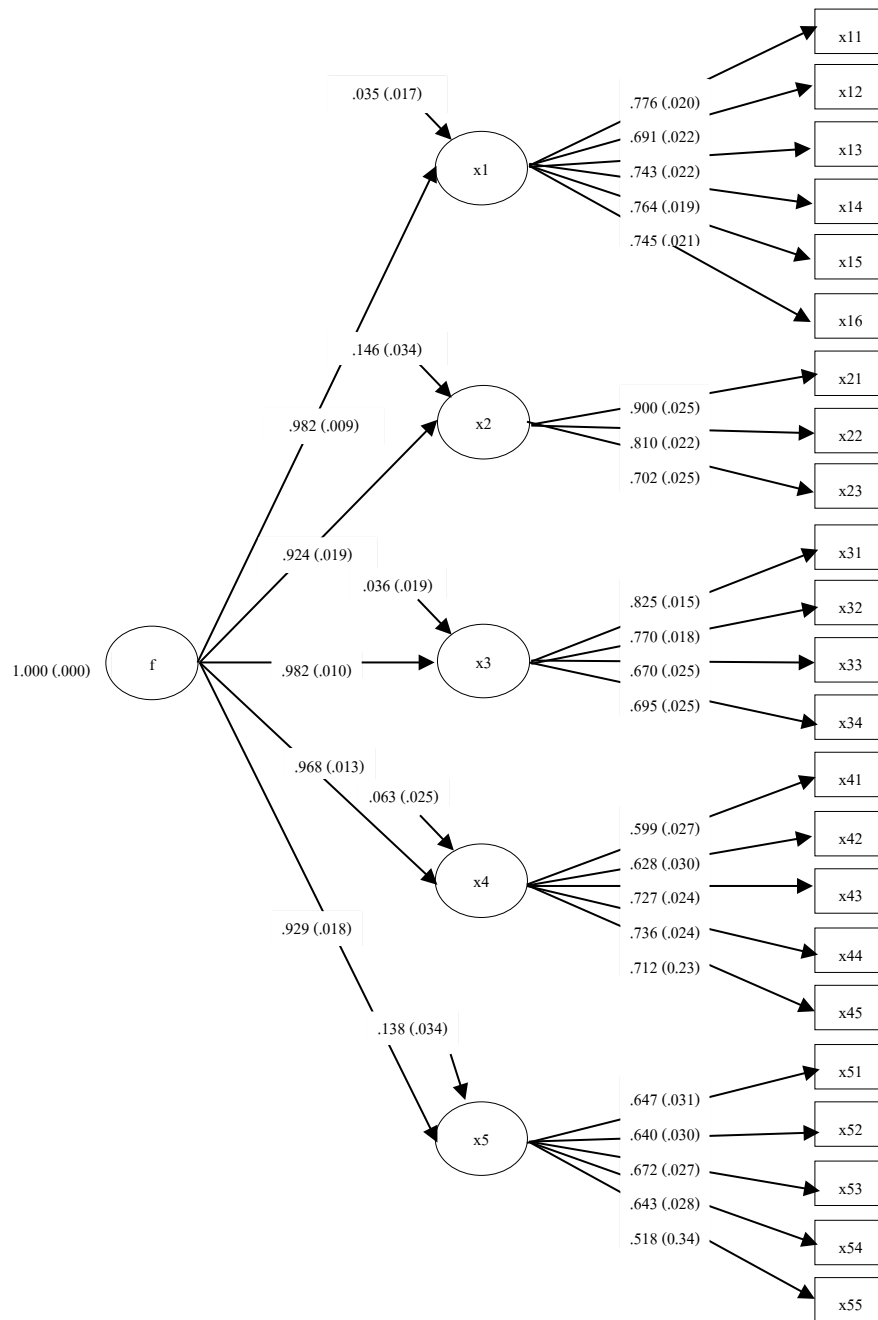 x11
.035 (.017)
x12
.776 (.020)
.691 (.022)
x13
x1
.743 (.022)
x14
.764 (.019)
.745 (.021)
x15
x16
.146 (.034)
x21
.982 (.009)
x2
.900 (.025)
x22
.810 (.022)
.702 (.025)
x23
.924 (.019)
x31
.036 (.019)
.825 (.015)
x32
.770 (.018)
1.000 (.000)
f
.982 (.010)
x3
.670 (.025)
x33
.695 (.025)
x34
.968 (.013)
x41
.063 (.025)
.599 (.027)
x42
.628 (.030)
x4
.727 (.024)
x43
.929 (.018)
.736 (.024)
x44
.712 (0.23)
x45
.138 (.034)
x51
.647 (.031)
x5
.640 (.030)
x52
.672 (.027)
x53
.643 (.028)
.518 (0.34)
x54
x55